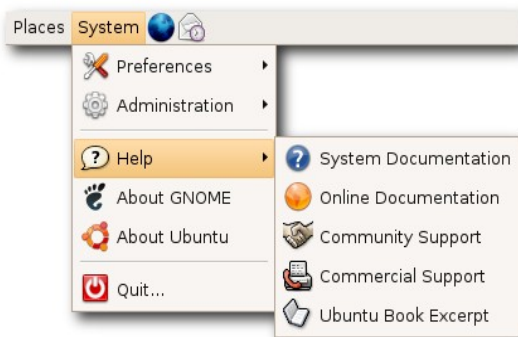 Places System
Preferences
Administration
Help
About GNOME
About Ubuntu
Quit...
System Documentation
Online Documentation
Community Support
Commercial Support
Ubuntu Book Excerpt